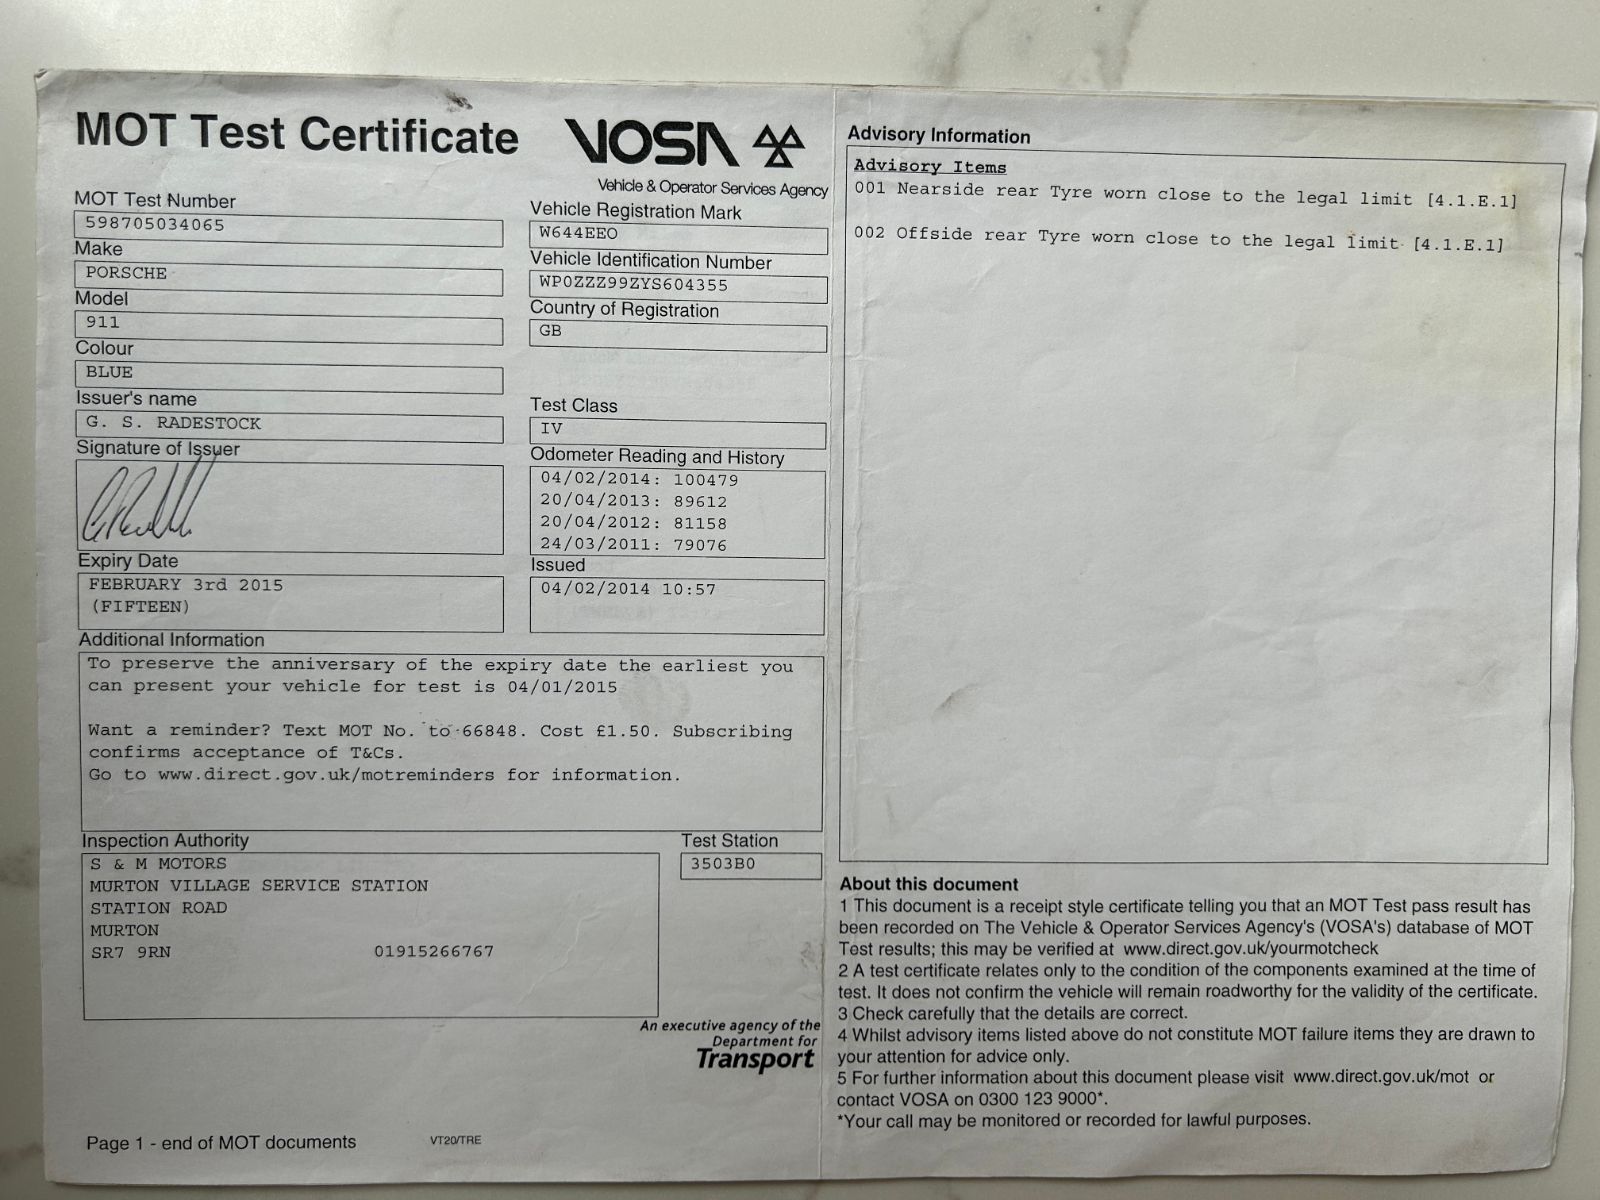 MOT Test Certificate
VOSA
Vehicle & Operator Services Agency
MOT Test Number
598705034065
Make
PORSCHE
Model
911
Colour
BLUE
Issuer's name
G. S. RADESTOCK
Signature of Issuer
Expiry Date
FEBRUARY 3rd 2015
(FIFTEEN)
Vehicle Registration Mark
W644EEO
Vehicle Identification Number
WP0ZZZ99ZYS604355
Country of Registration
GB
Test Class
IV
Odometer Reading and History
04/02/2014: 100479
20/04/2013: 89612
20/04/2012: 81158
24/03/2011: 79076
Issued
04/02/2014 10:57
Additional Information
To preserve the anniversary of the expiry date the earliest you
can present your vehicle for test is 04/01/2015
Want a reminder? Text MOT No. to 66848. Cost £1.50. Subscribing
confirms acceptance of T&Cs.
Go to www.direct.gov.uk/motreminders for information.
Inspection Authority
S & M MOTORS
MURTON VILLAGE SERVICE STATION
STATION ROAD
MURTON
SR7 9RN 01915266767
Test Station
3503B0
An executive agency of the
Department for
Transport
Page 1 - end of MOT documents VT20/TRE
Advisory Information
Advisory Items
001 Nearside rear Tyre worn close to the legal limit [4.1.E.1]
002 Offside rear Tyre worn close to the legal limit [4.1.E.1]
About this document
1 This document is a receipt style certificate telling you that an MOT Test pass result has
been recorded on The Vehicle & Operator Services Agency's (VOSA's) database of MOT
Test results; this may be verified at www.direct.gov.uk/yourmotcheck
2 A test certificate relates only to the condition of the components examined at the time of
test. It does not confirm the vehicle will remain roadworthy for the validity of the certificate.
3 Check carefully that the details are correct.
4 Whilst advisory items listed above do not constitute MOT failure items they are drawn to
your attention for advice only.
5 For further information about this document please visit www.direct.gov.uk/mot or
contact VOSA on 0300 123 9000*.
*Your call may be monitored or recorded for lawful purposes.